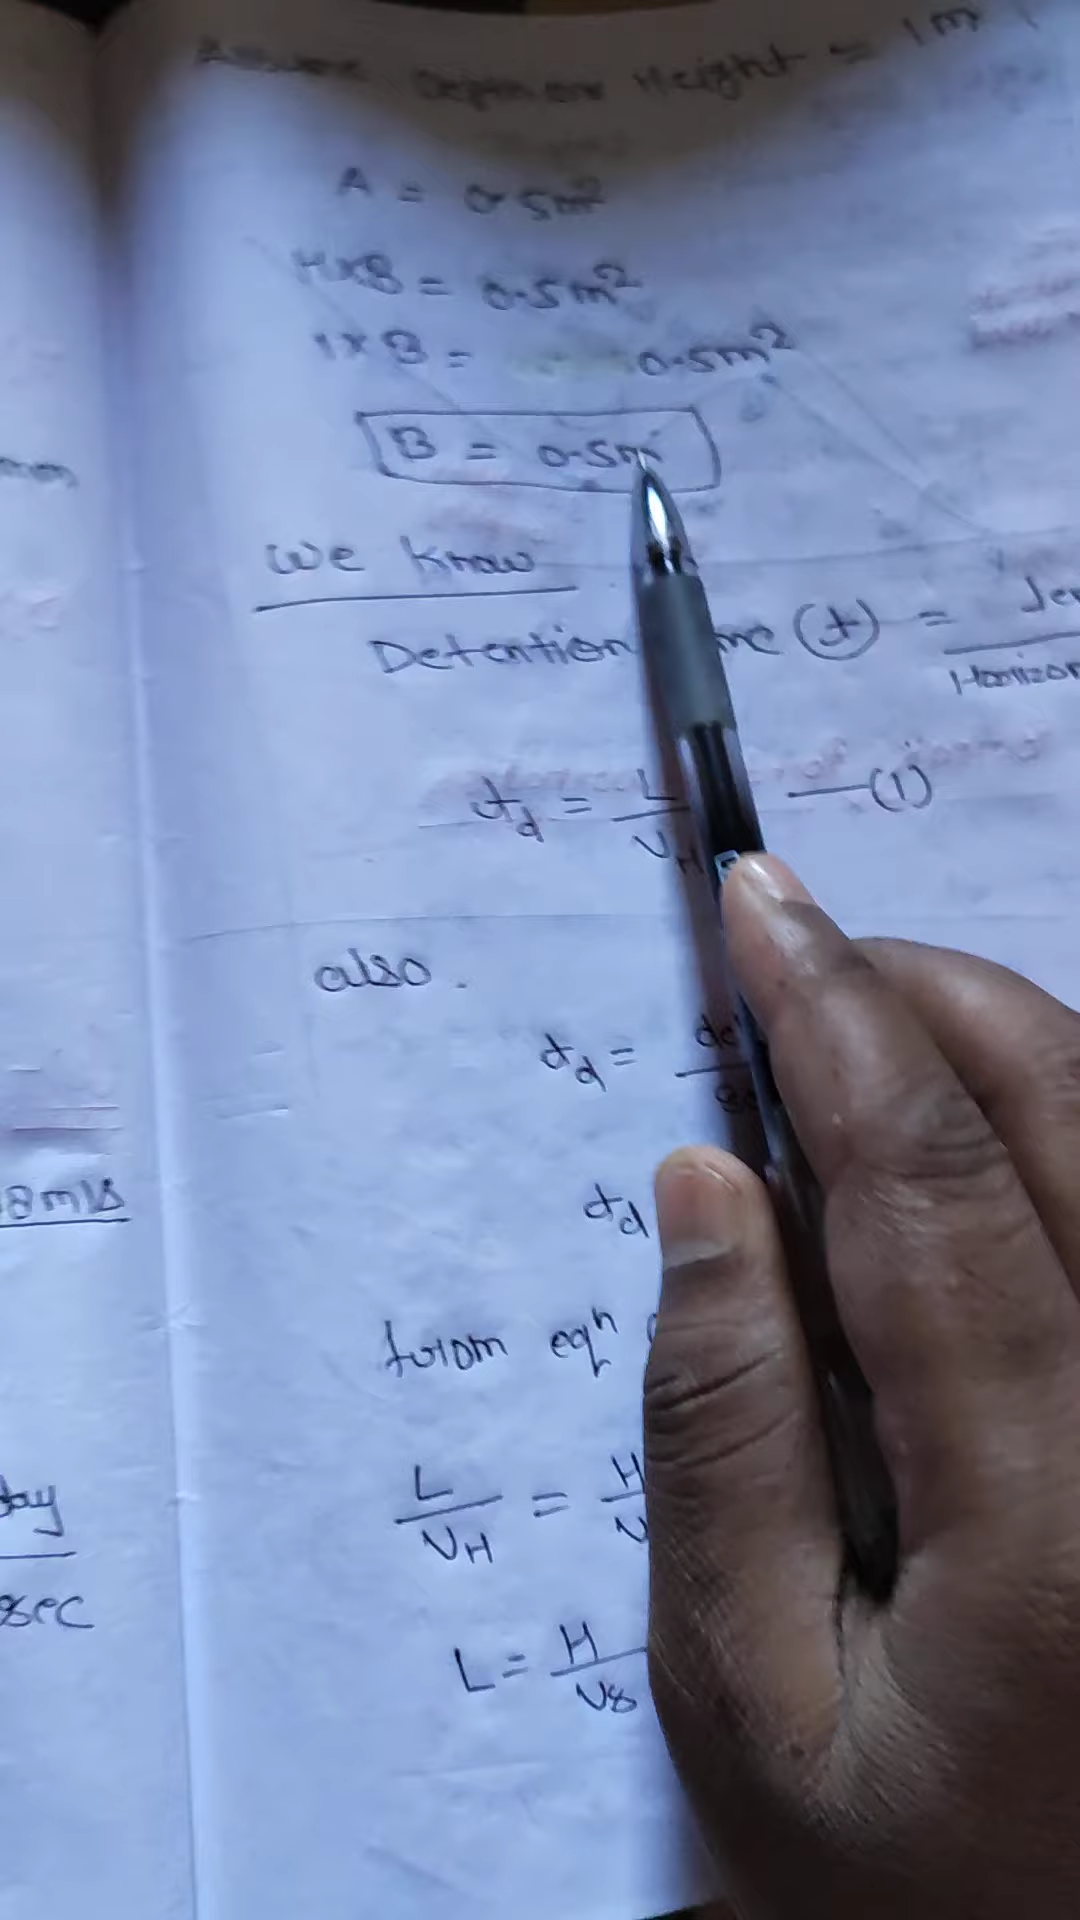 Assume Depth or Height = 1m
A = 0.5m²
H×B = 0.5m²
1×B = 0.5m²
B = 0.5m
we know
Detention (t) =
Horizon
td = L / VH —(1)
also.
td =
td
from eqⁿ
L / VH = H
L = H / Vs
8m/s
day
sec